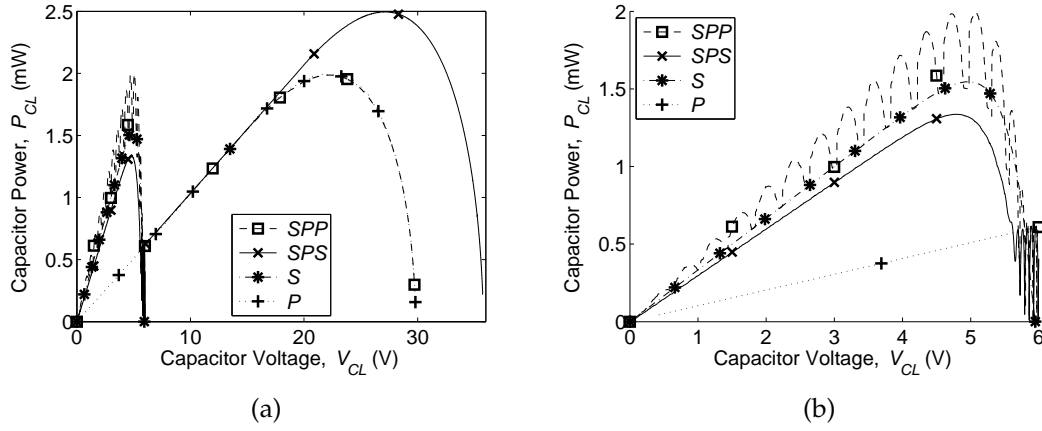 2.5
2
1.5
1
0.5
0
Capacitor Power, P_CL (mW)
SPP
SPS
S
P
0 10 20 30
Capacitor Voltage, V_CL (V)
(a)
2
1.5
1
0.5
0
Capacitor Power, P_CL (mW)
SPP
SPS
S
P
0 1 2 3 4 5 6
Capacitor Voltage, V_CL (V)
(b)